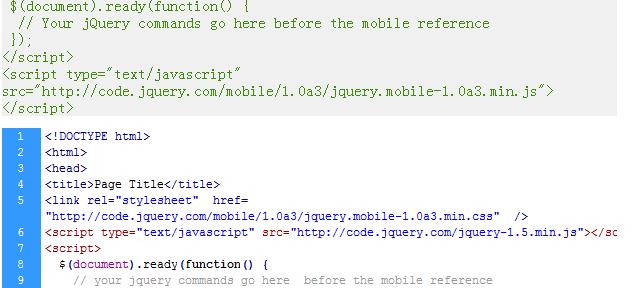 $(document).ready(function() {
// Your jQuery commands go here before the mobile reference
});
</script>
<script type="text/javascript"
src="http://code.jquery.com/mobile/1.0a3/jquery.mobile-1.0a3.min.js">
</script>
1 <!DOCTYPE html>
2 <html>
3 <head>
4 <title>Page Title</title>
5 <link rel="stylesheet"  href=
"http://code.jquery.com/mobile/1.0a3/jquery.mobile-1.0a3.min.css"  />
6 <script type="text/javascript" src="http://code.jquery.com/jquery-1.5.min.js"></sc
7 <script>
8 $(document).ready(function() {
9 // your jquery commands go here  before the mobile reference